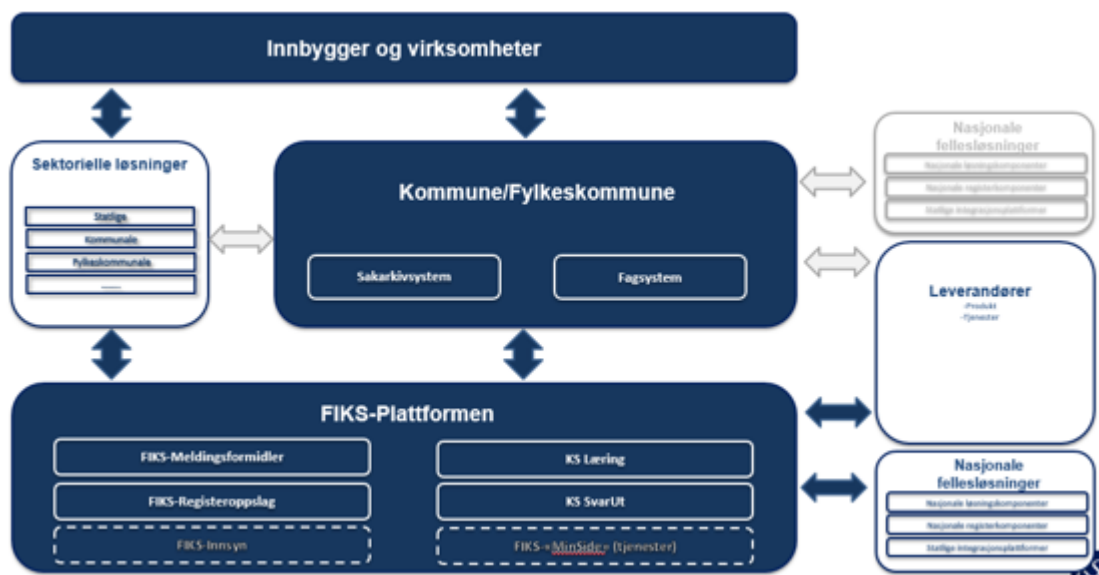 Innbygger og virksomheter
Sektorielle løsninger
Statlige
Kommunale
Fylkeskommunale
Kommune/Fylkeskommune
Sakarkivsystem
Fagsystem
Nasjonale
fellesløsninger
Nasjonale løsningskomponenter
Nasjonale registerkomponenter
Statlige integrasjonsplattformer
Leverandører
-Produkt
-Tjenester
FIKS-Plattformen
FIKS-Meldingsformidler
FIKS-Registeroppslag
FIKS-Innsyn
KS Læring
KS SvarUt
FIKS-«MinSide» (tjenester)
Nasjonale
fellesløsninger
Nasjonale løsningskomponenter
Nasjonale registerkomponenter
Statlige integrasjonsplattformer